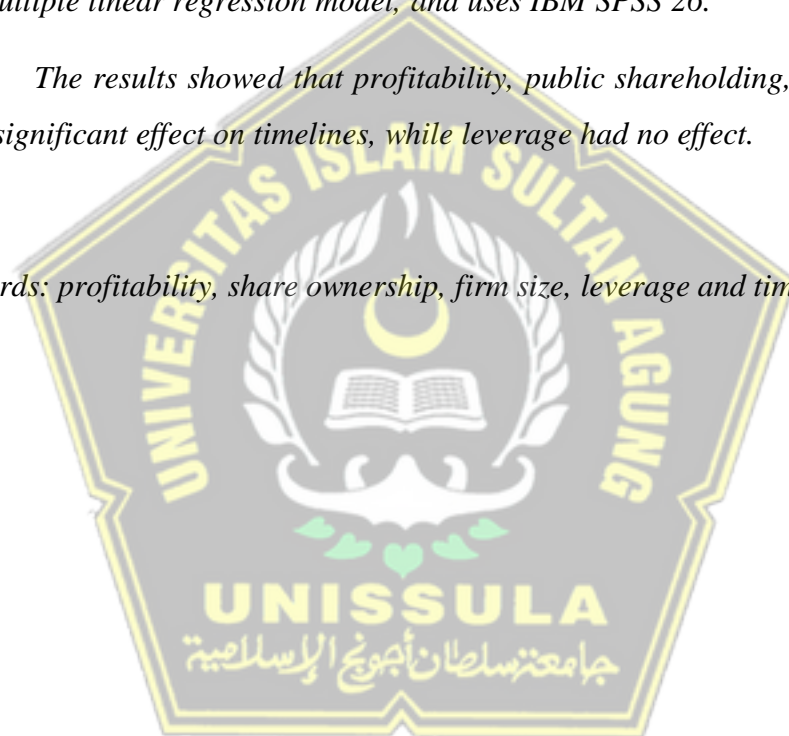 ultiple linear regression model, and uses IBM SPSS 26.
The results showed that profitability, public shareholding,
significant effect on timelines, while leverage had no effect.
rds: profitability, share ownership, firm size, leverage and tim
UNIVERSITAS ISLAM SULTAN AGUNG
UNISSULA
جامعة سلطان أجونج الإسلامية